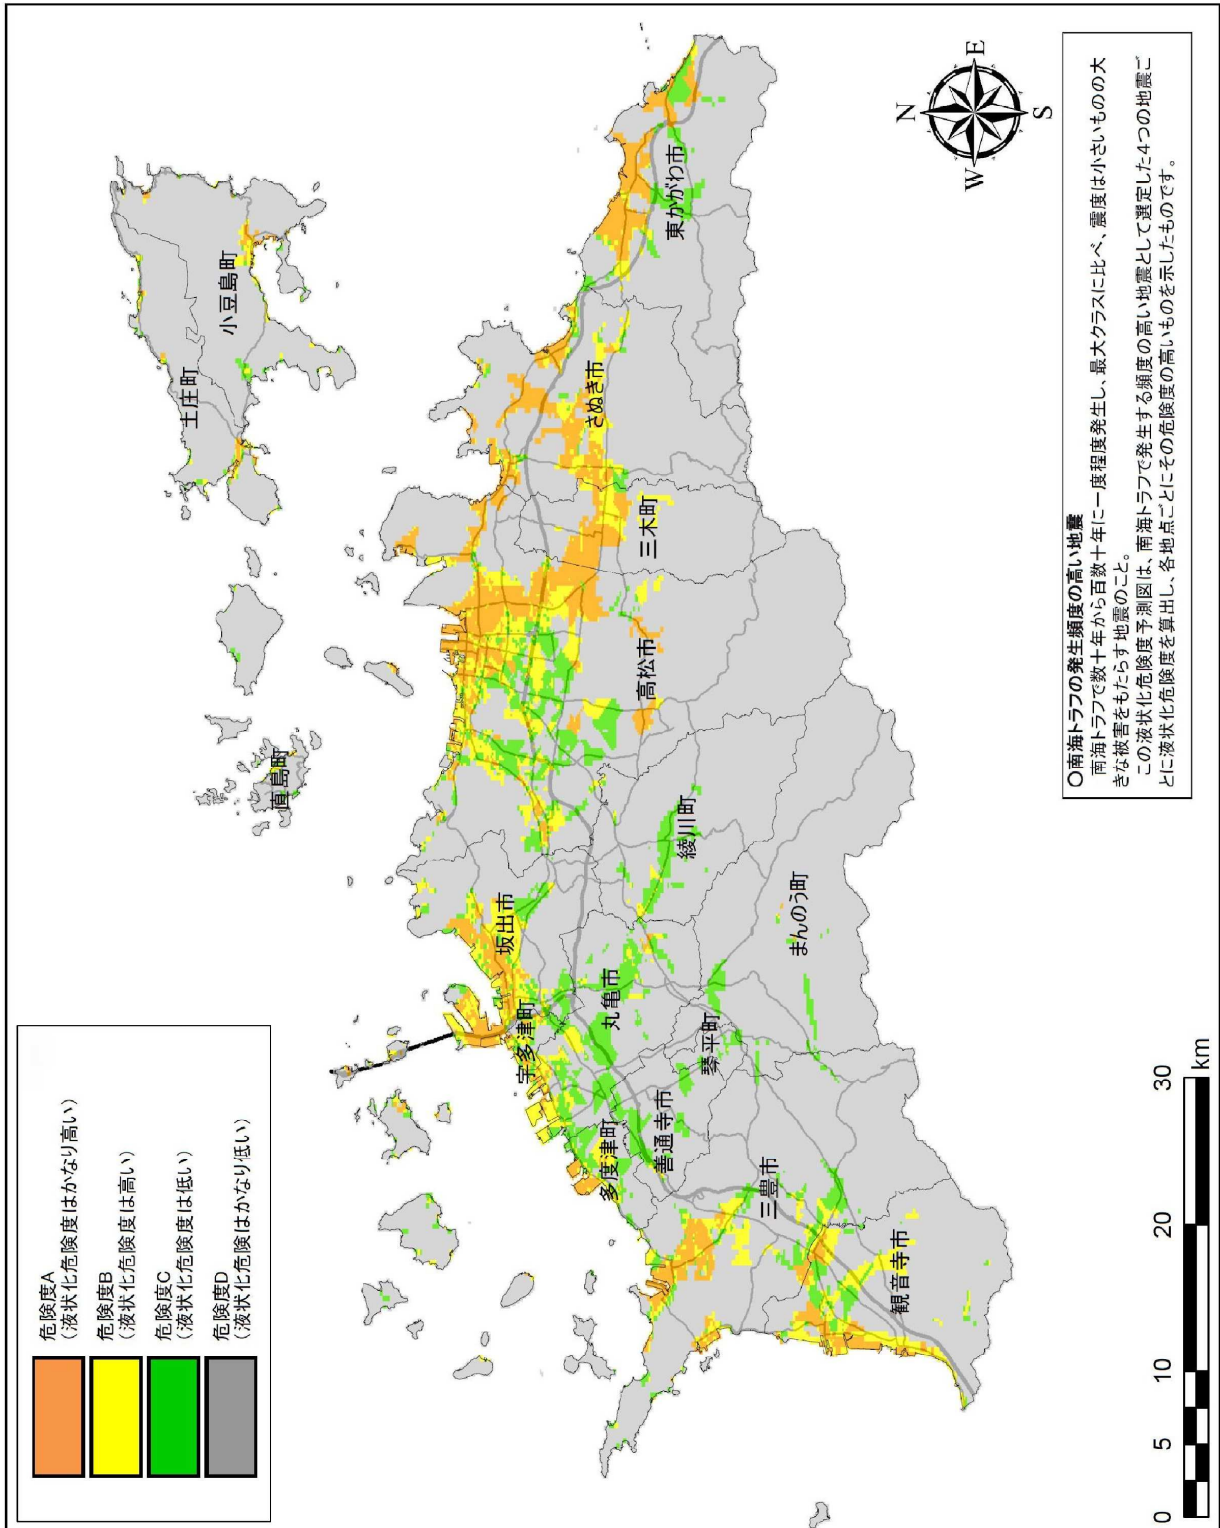 危険度A
(液状化危険度はかなり高い)
危険度B
(液状化危険度は高い)
危険度C
(液状化危険度は低い)
危険度D
(液状化危険はかなり低い)
土庄町
小豆島町
直島町
坂出市
宇多津町
丸亀市
多度津町
善通寺市
琴平町
三豊市
観音寺市
まんのう町
綾川町
高松市
三木町
さぬき市
東かがわ市
N
W
E
S
0 5 10 20 30
km
〇南海トラフの発生頻度の高い地震
南海トラフで数十年から百数十年に一度程度発生し、最大クラスに比べ、震度は小さいものの大
きな被害をもたらす地震のこと。
この液状化危険度予測図は、南海トラフで発生する頻度の高い地震として選定した4つの地震ご
とに液状化危険度を算出し、各地点ごとにその危険度の高いものを示したものです。